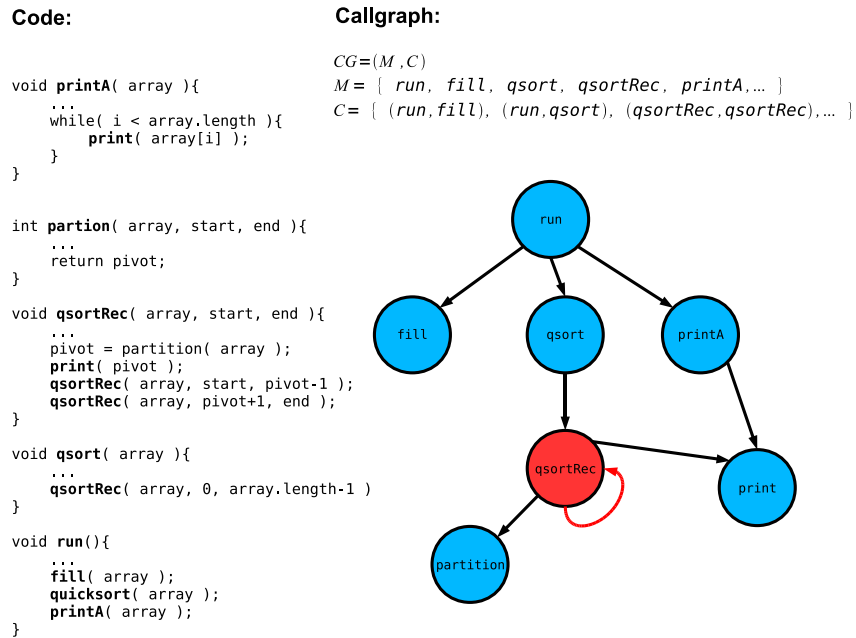 Code:
void printA( array ){
...
while( i < array.length ){
print( array[i] );
}
}
int partion( array, start, end ){
...
return pivot;
}
void qsortRec( array, start, end ){
...
pivot = partition( array );
print( pivot );
qsortRec( array, start, pivot-1 );
qsortRec( array, pivot+1, end );
}
void qsort( array ){
...
qsortRec( array, 0, array.length-1 )
}
void run(){
...
fill( array );
quicksort( array );
printA( array );
}
Callgraph:
CG=(M,C)
M= { run, fill, qsort, qsortRec, printA,... }
C= { (run,fill), (run,qsort), (qsortRec,qsortRec),... }
run
fill
qsort
printA
qsortRec
print
partition